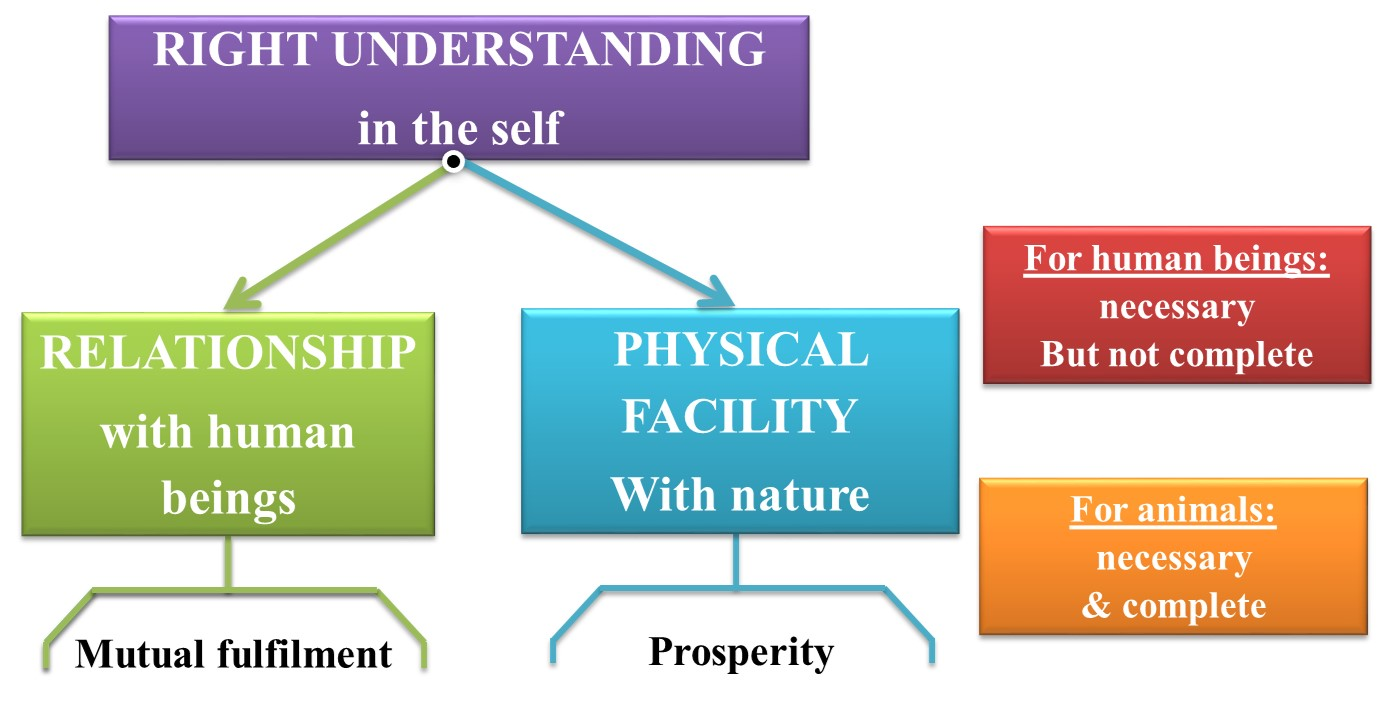 RIGHT UNDERSTANDING
in the self
RELATIONSHIP
with human
beings
PHYSICAL
FACILITY
With nature
For human beings:
necessary
But not complete
For animals:
necessary
& complete
Mutual fulfilment
Prosperity